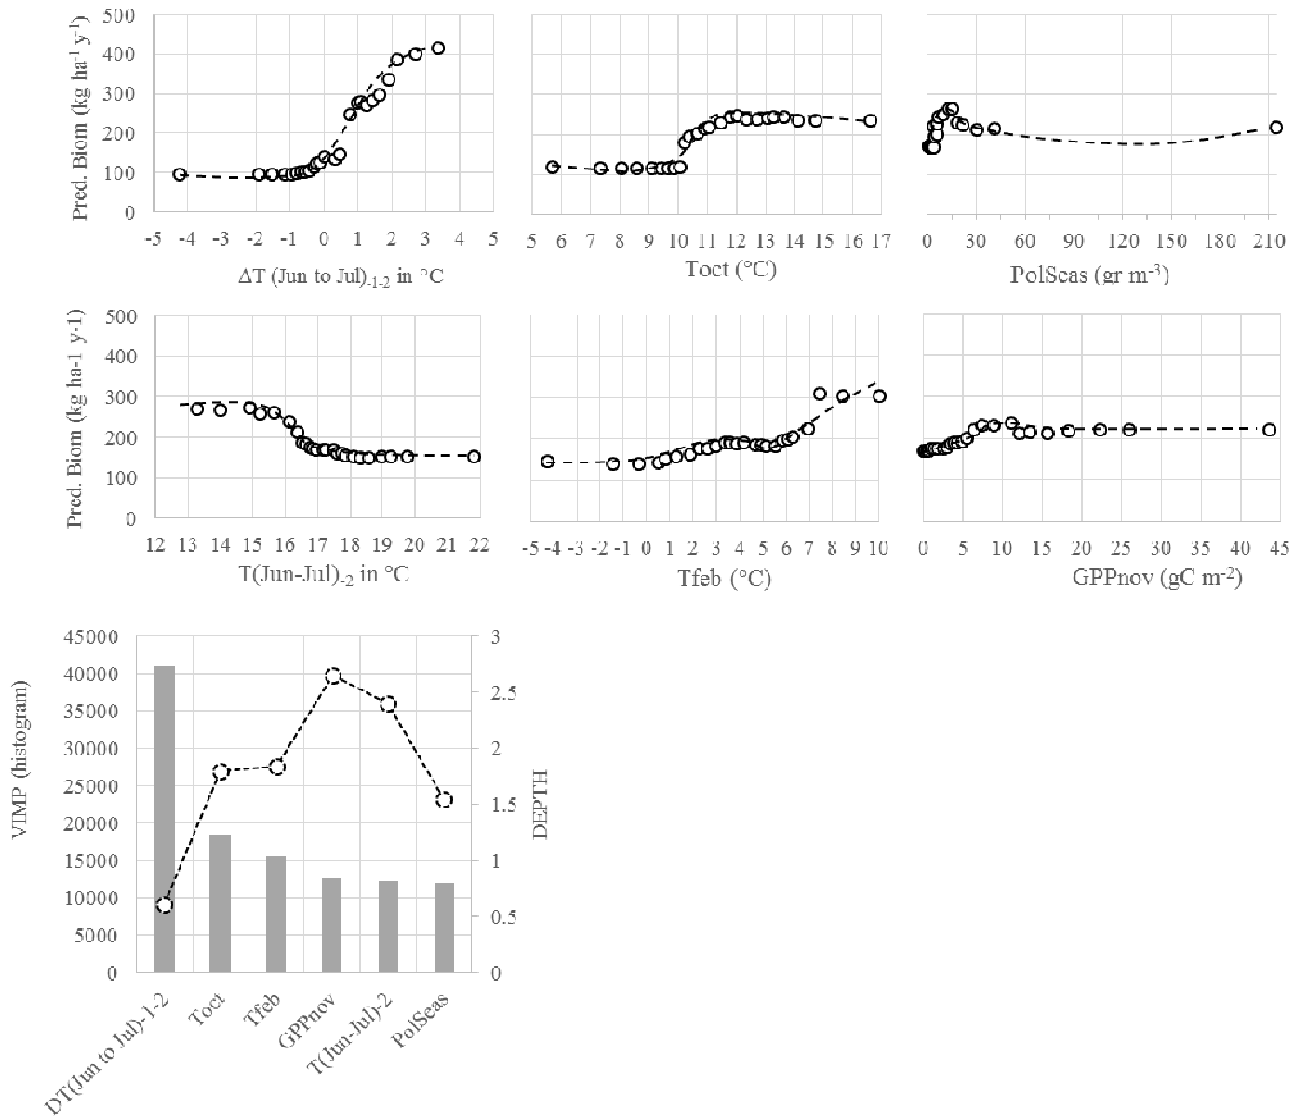 500
400
300
200
100
0
Pred. Biom (kg ha-1 y-1)
-5 -4 -3 -2 -1 0 1 2 3 4 5
ΔT (Jun to Jul)-1-2 in °C
5 6 7 8 9 10 11 12 13 14 15 16 17
Toct (°C)
0 30 60 90 120 150 180 210
PolSeas (gr m-3)
500
400
300
200
100
0
Pred. Biom (kg ha-1 y-1)
12 13 14 15 16 17 18 19 20 21 22
T(Jun-Jul)-2 in °C
-5 -4 -3 -2 -1 0 1 2 3 4 5 6 7 8 9 10
Tfeb (°C)
0 5 10 15 20 25 30 35 40 45
GPPnov (gC m-2)
45000
40000
35000
30000
25000
20000
15000
10000
5000
0
VIMP (histogram)
3
2.5
2
1.5
1
0.5
0
DEPTH
DT(Jun to Jul)-1-2
Toct
Tfeb
GPPnov
T(Jun-Jul)-2
PolSeas